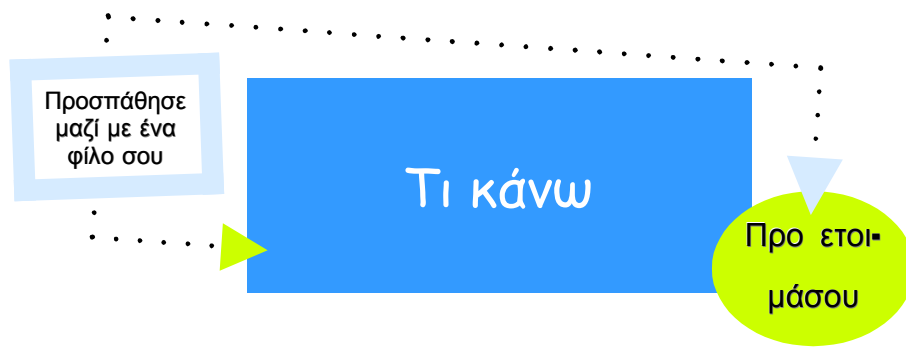 Προσπάθησε
μαζί με ένα
φίλο σου
Τι κάνω
Προ ετοι-
μάσου